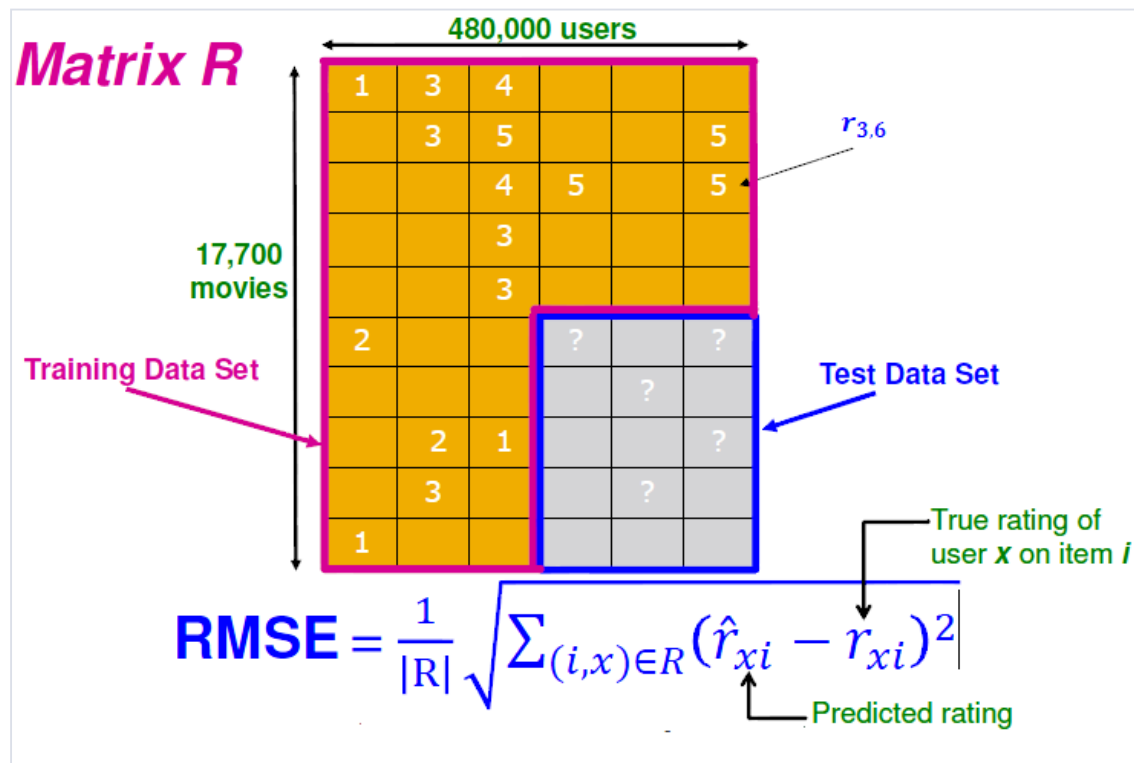 480,000 users
Matrix R
1 3 4
3 5 5
r₃,₆
4 5 5
3
17,700
movies
3
2 ? ?
Training Data Set
Test Data Set
?
2 1 ?
3 ?
1
True rating of
user x on item i
RMSE = 1/|R| √∑(i,x)∈R (r̂xi − rxi)²
Predicted rating